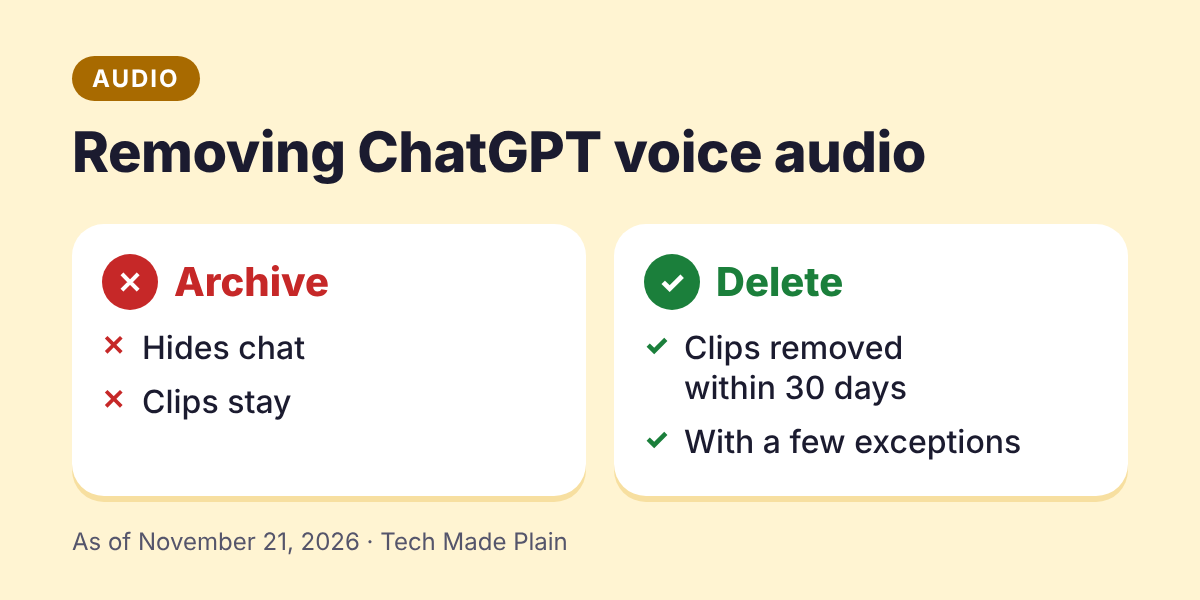 AUDIO
Removing ChatGPT voice audio
Archive
Hides chat
Clips stay
Delete
Clips removed
within 30 days
With a few exceptions
As of November 21, 2026 · Tech Made Plain